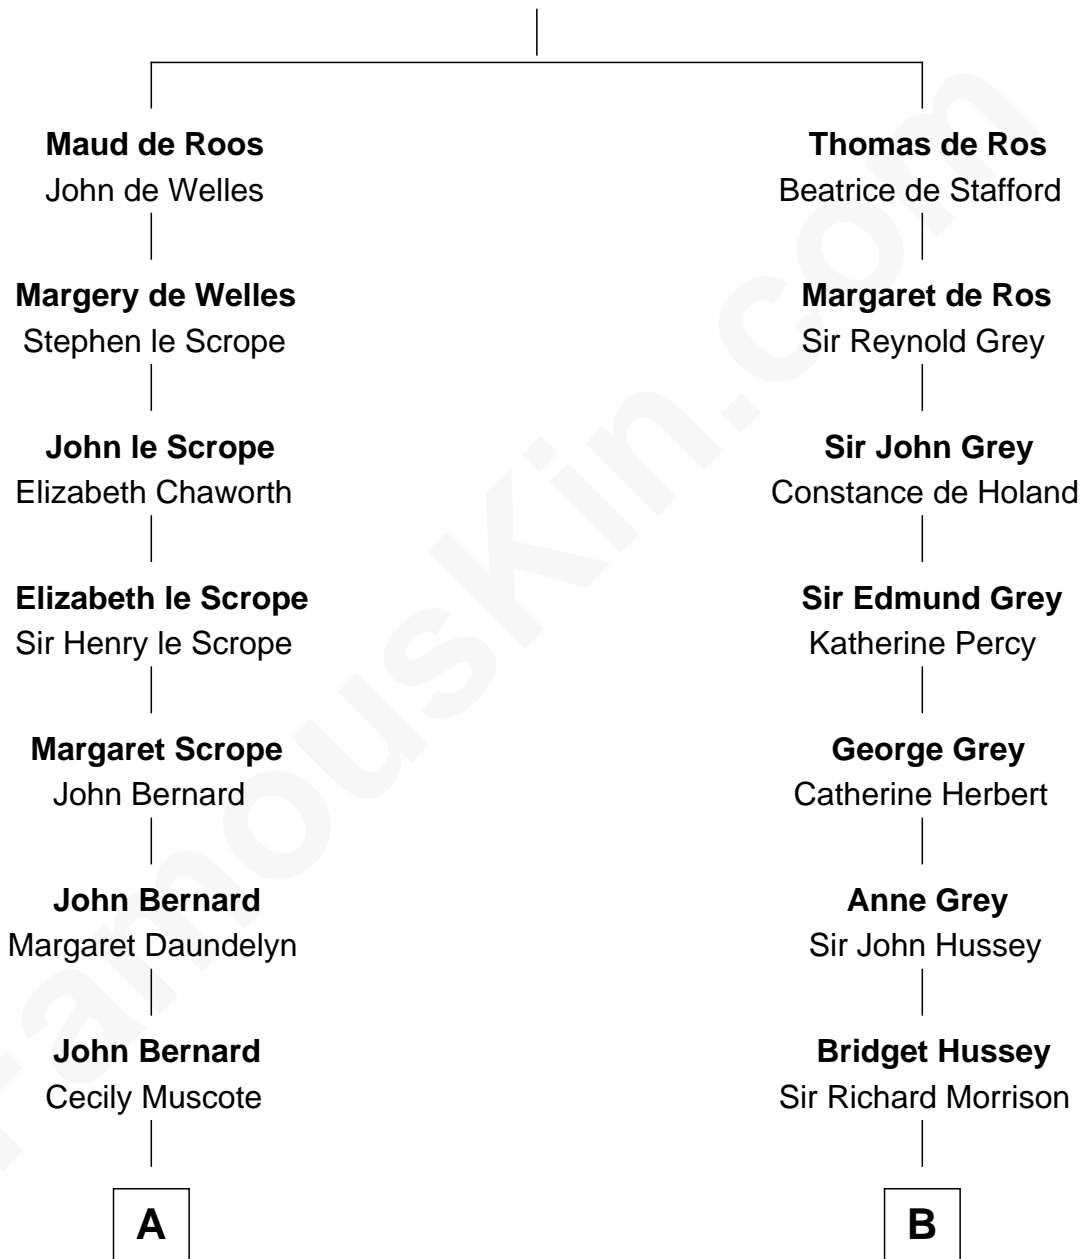 Maud de Roos
John de Welles
Margery de Welles
Stephen le Scrope
John le Scrope
Elizabeth Chaworth
Elizabeth le Scrope
Sir Henry le Scrope
Margaret Scrope
John Bernard
John Bernard
Margaret Daundelyn
John Bernard
Cecily Muscote
A
Thomas de Ros
Beatrice de Stafford
Margaret de Ros
Sir Reynold Grey
Sir John Grey
Constance de Holand
Sir Edmund Grey
Katherine Percy
George Grey
Catherine Herbert
Anne Grey
Sir John Hussey
Bridget Hussey
Sir Richard Morrison
B
FamousKin.com